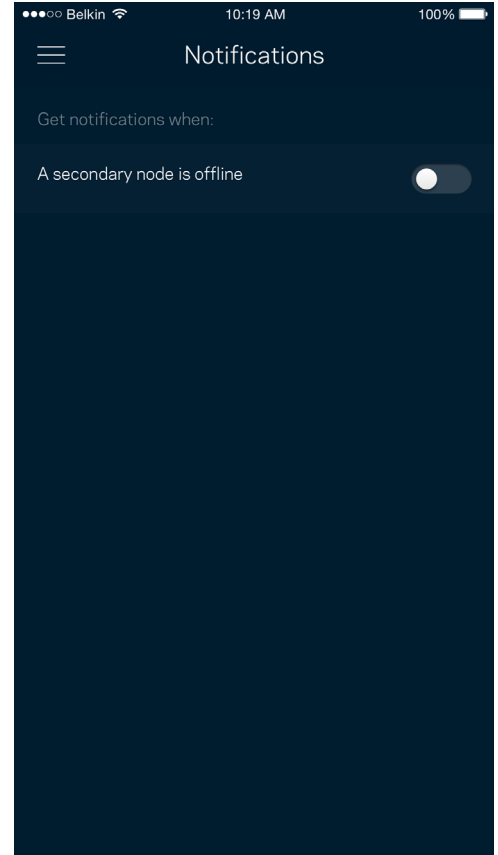 Belkin 10:19 AM 100%
Notifications
Get notifications when:
A secondary node is offline